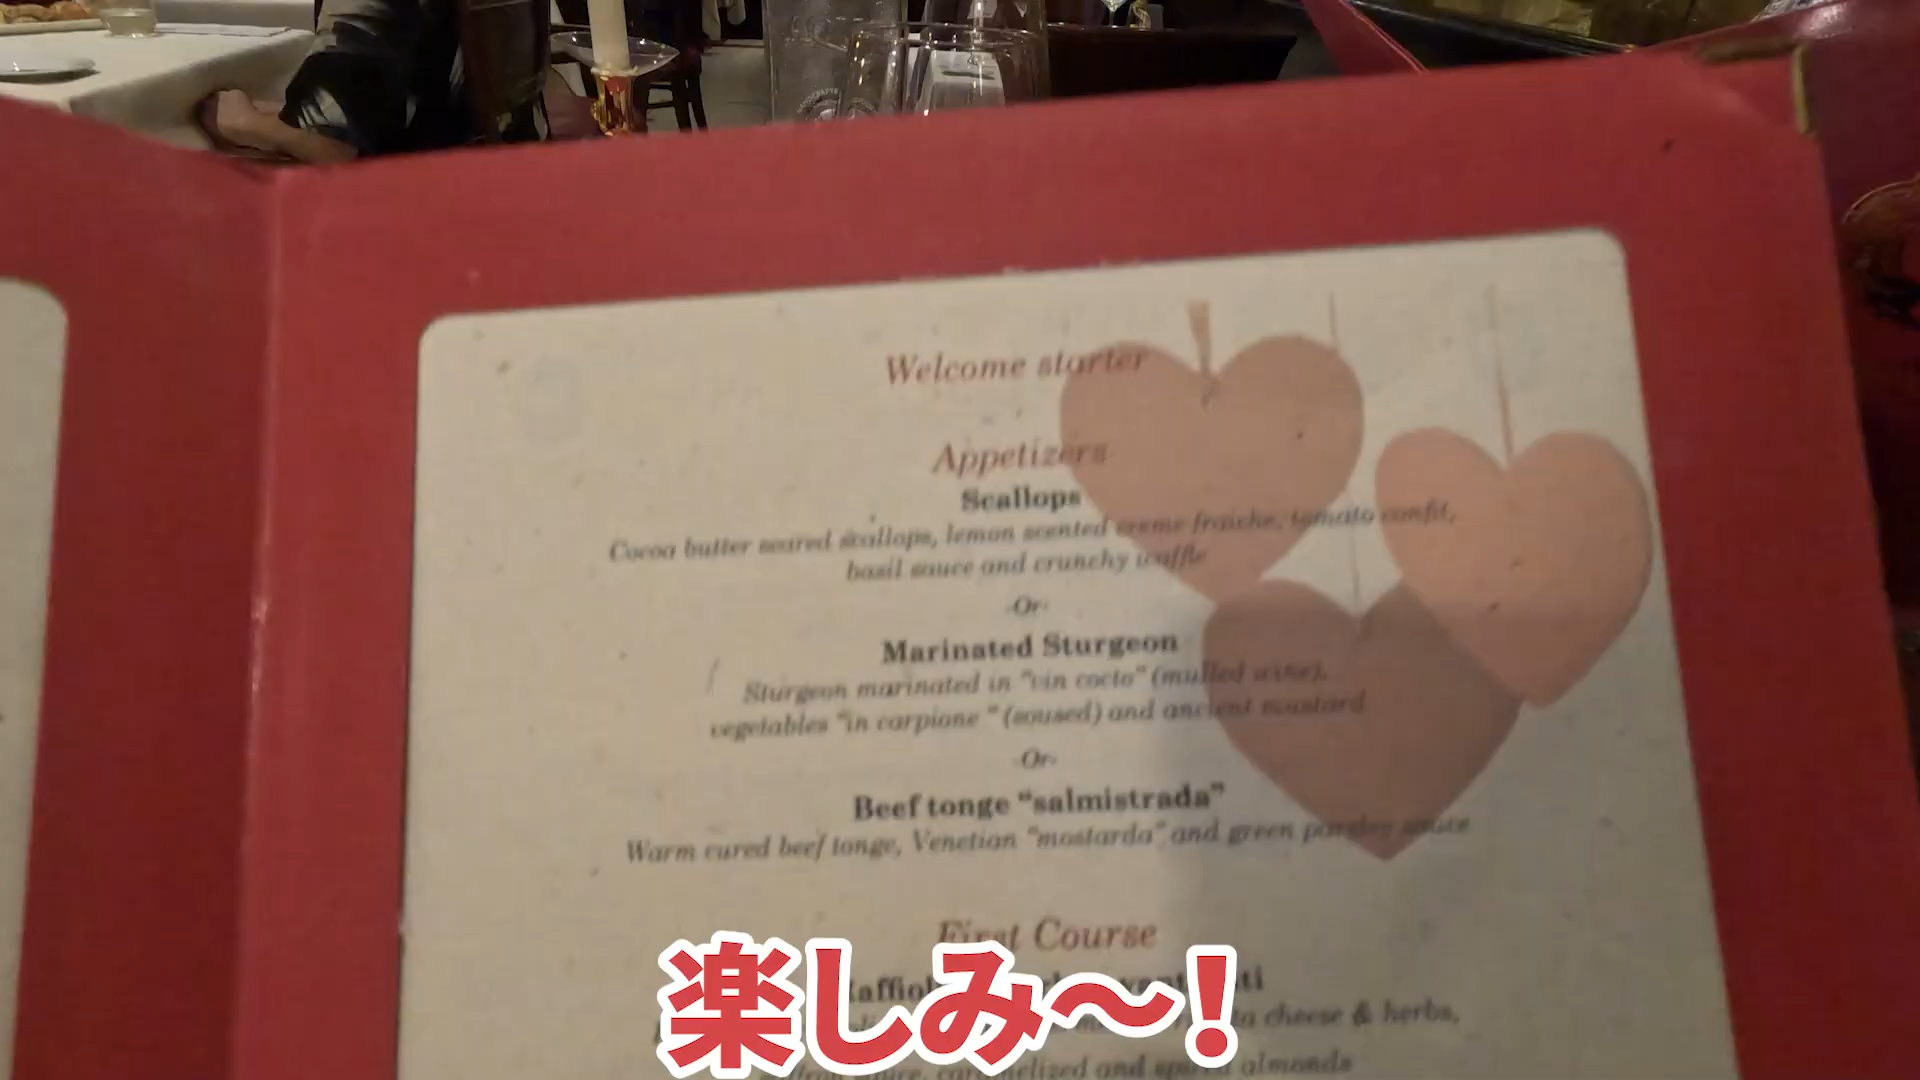 Welcome starter
Appetizers
Scallops
Cocoa butter seared scallops, lemon scented creme fraiche, tomato confit,
basil sauce and crunchy waffle
-Or-
Marinated Sturgeon
Sturgeon marinated in "vin cocto" (mulled wine),
vegetables "in carpione " (soused) and ancient mustard
-Or-
Beef tonge “salmistrada”
Warm cured beef tonge, Venetian "mostarda" and green parsley sauce
First Course
cheese & herbs,
and almonds
楽しみ〜！